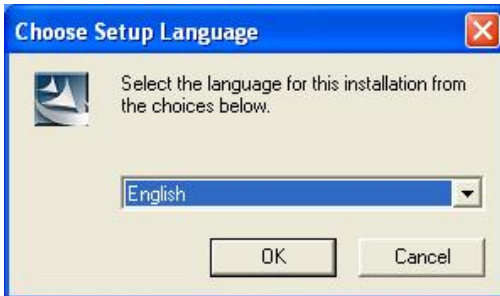 Choose Setup Language
Select the language for this installation from
the choices below.
English
OK
Cancel